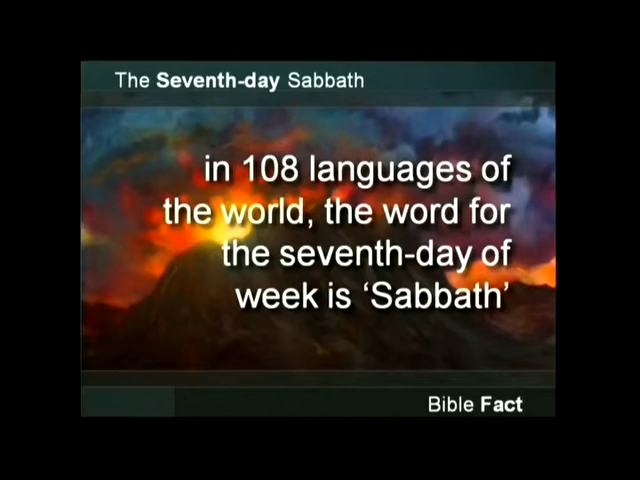 The Seventh-day Sabbath
in 108 languages of
the world, the word for
the seventh-day of
week is ‘Sabbath’
Bible Fact